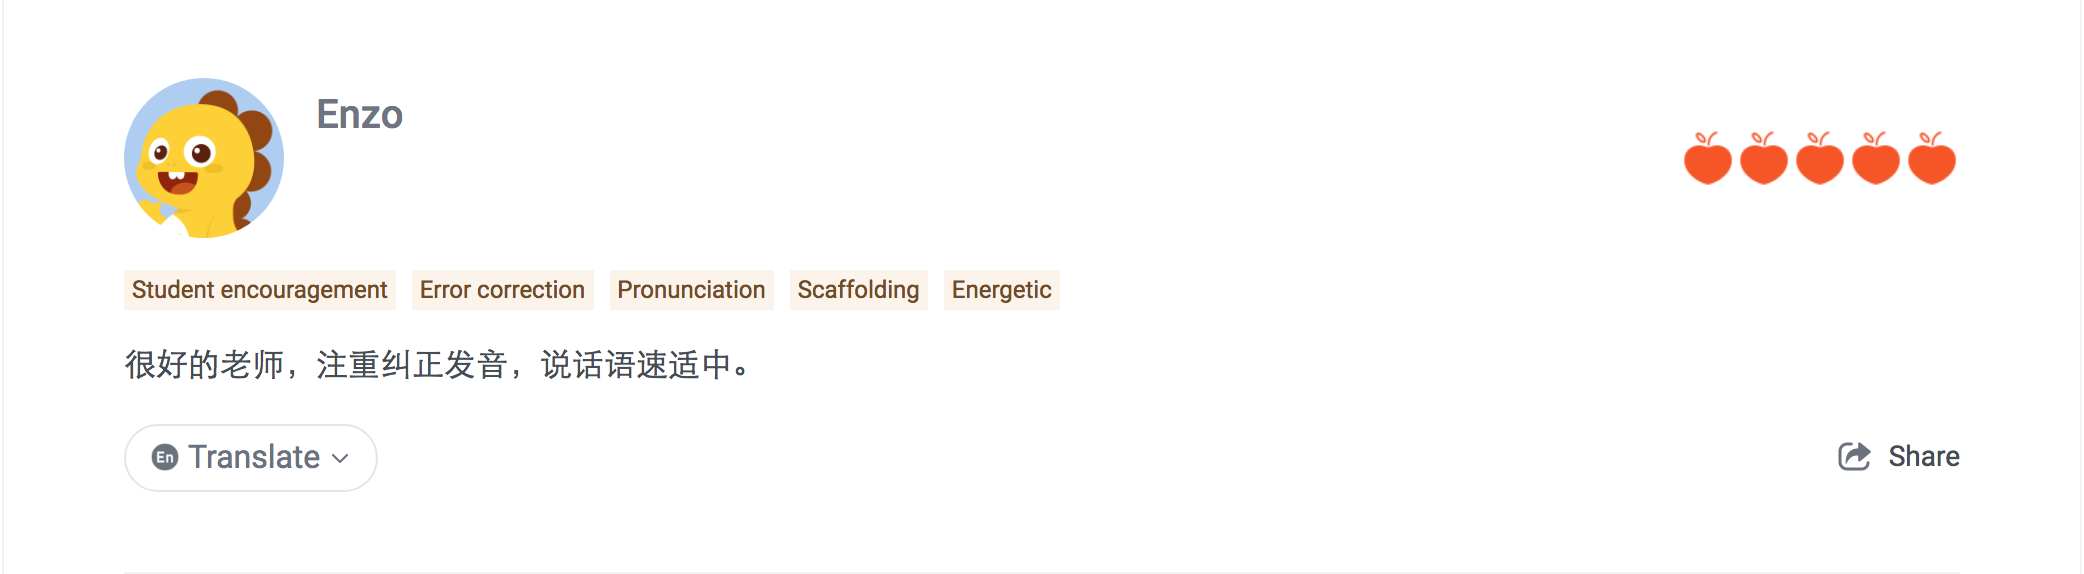 Enzo
Student encouragement Error correction Pronunciation Scaffolding Energetic
很好的老师，注重纠正发音，说话语速适中。
En Translate
Share